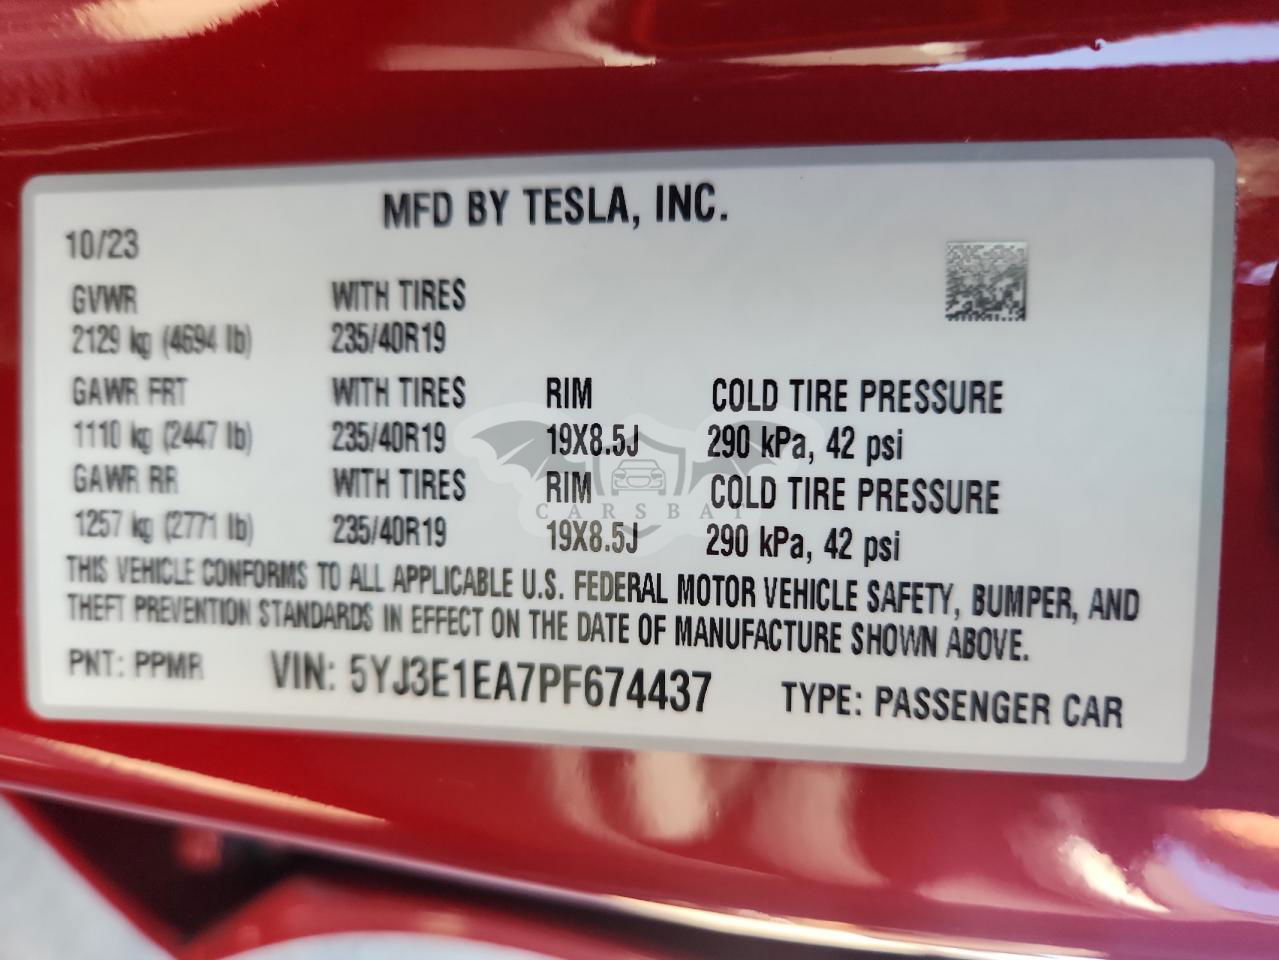 MFD BY TESLA, INC.
10/23
GVWR WITH TIRES
2129 kg (4694 lb) 235/40R19
GAWR FRT WITH TIRES RIM COLD TIRE PRESSURE
1110 kg (2447 lb) 235/40R19 19X8.5J 290 kPa, 42 psi
GAWR RR WITH TIRES RIM COLD TIRE PRESSURE
CARSBAT
1257 kg (2771 lb) 235/40R19 19X8.5J 290 kPa, 42 psi
THIS VEHICLE CONFORMS TO ALL APPLICABLE U.S. FEDERAL MOTOR VEHICLE SAFETY, BUMPER, AND
THEFT PREVENTION STANDARDS IN EFFECT ON THE DATE OF MANUFACTURE SHOWN ABOVE.
PNT: PPMR VIN: 5YJ3E1EA7PF674437 TYPE: PASSENGER CAR